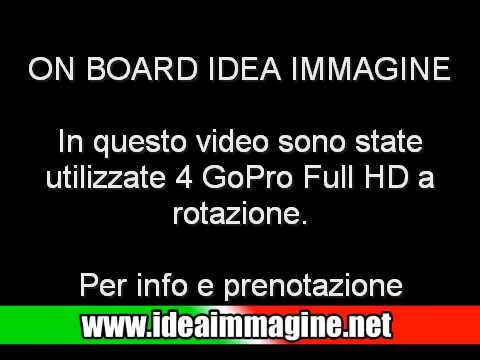 ON BOARD IDEA IMMAGINE
In questo video sono state
utilizzate 4 GoPro Full HD a
rotazione.
Per info e prenotazione
www.ideaimmagine.net